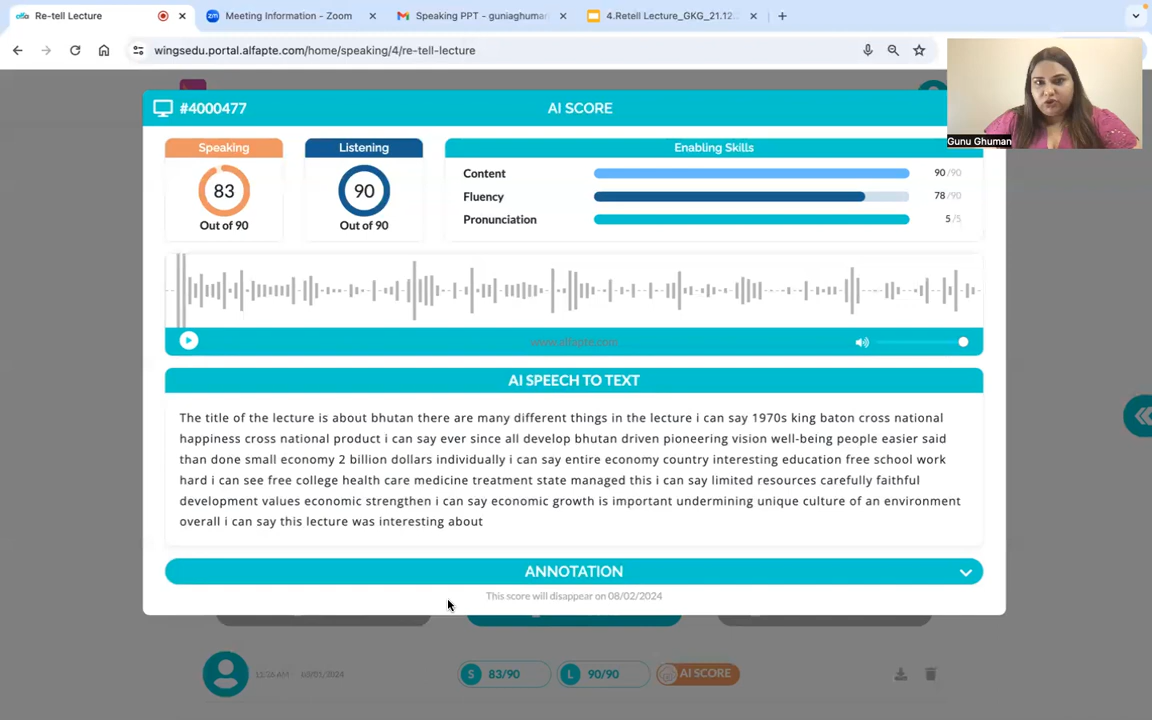 Re-tell Lecture
Meeting Information - Zoom
Speaking PPT - guniaghuman
4.Retell Lecture_GKG_21.12...
wingsedu.portal.alfapte.com/home/speaking/4/re-tell-lecture
Gunu Ghuman
#4000477
AI SCORE
Speaking
Listening
Enabling Skills
83
Out of 90
90
Out of 90
Content 90/90
Fluency 78/90
Pronunciation 5/5
www.alfapte.com
AI SPEECH TO TEXT
The title of the lecture is about bhutan there are many different things in the lecture i can say 1970s king baton cross national
happiness cross national product i can say ever since all develop bhutan driven pioneering vision well-being people easier said
than done small economy 2 billion dollars individually i can say entire economy country interesting education free school work
hard i can see free college health care medicine treatment state managed this i can say limited resources carefully faithful
development values economic strengthen i can say economic growth is important undermining unique culture of an environment
overall i can say this lecture was interesting about
ANNOTATION
This score will disappear on 08/02/2024
S 83/90
L 90/90
AI SCORE